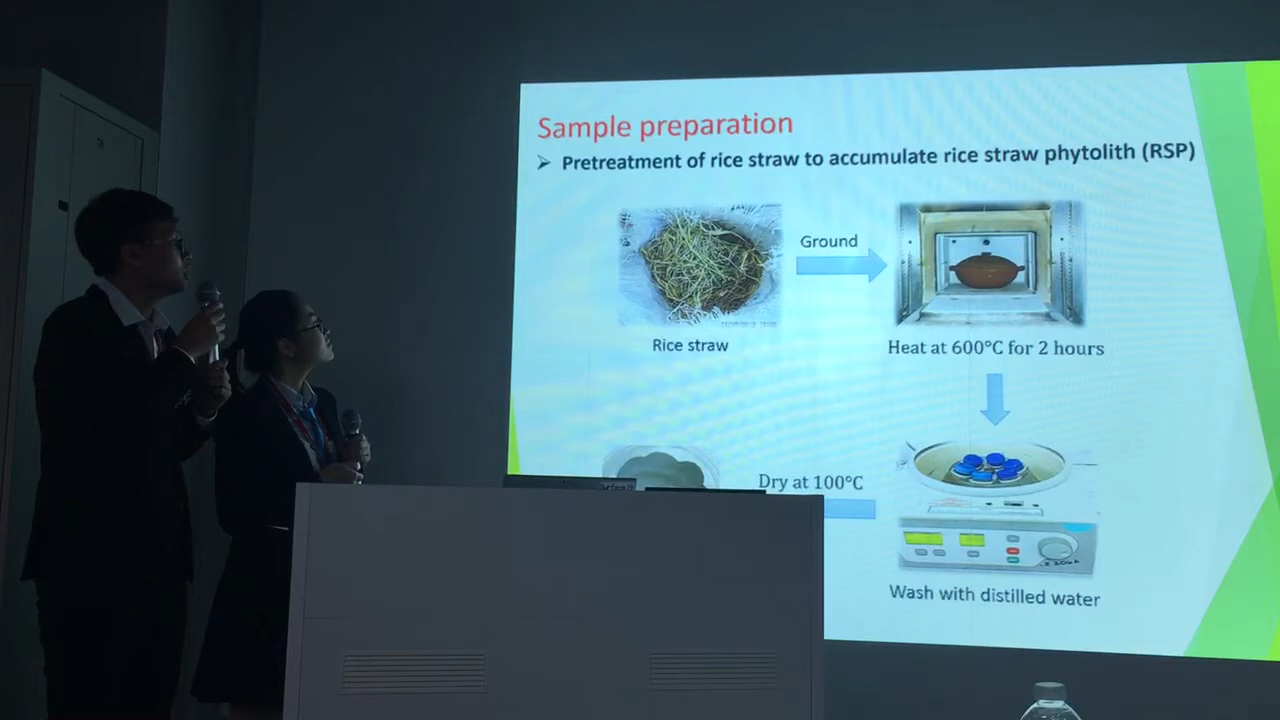 Sample preparation
➢ Pretreatment of rice straw to accumulate rice straw phytolith (RSP)
Ground
Rice straw
Heat at 600°C for 2 hours
Dry at 100°C
Wash with distilled water